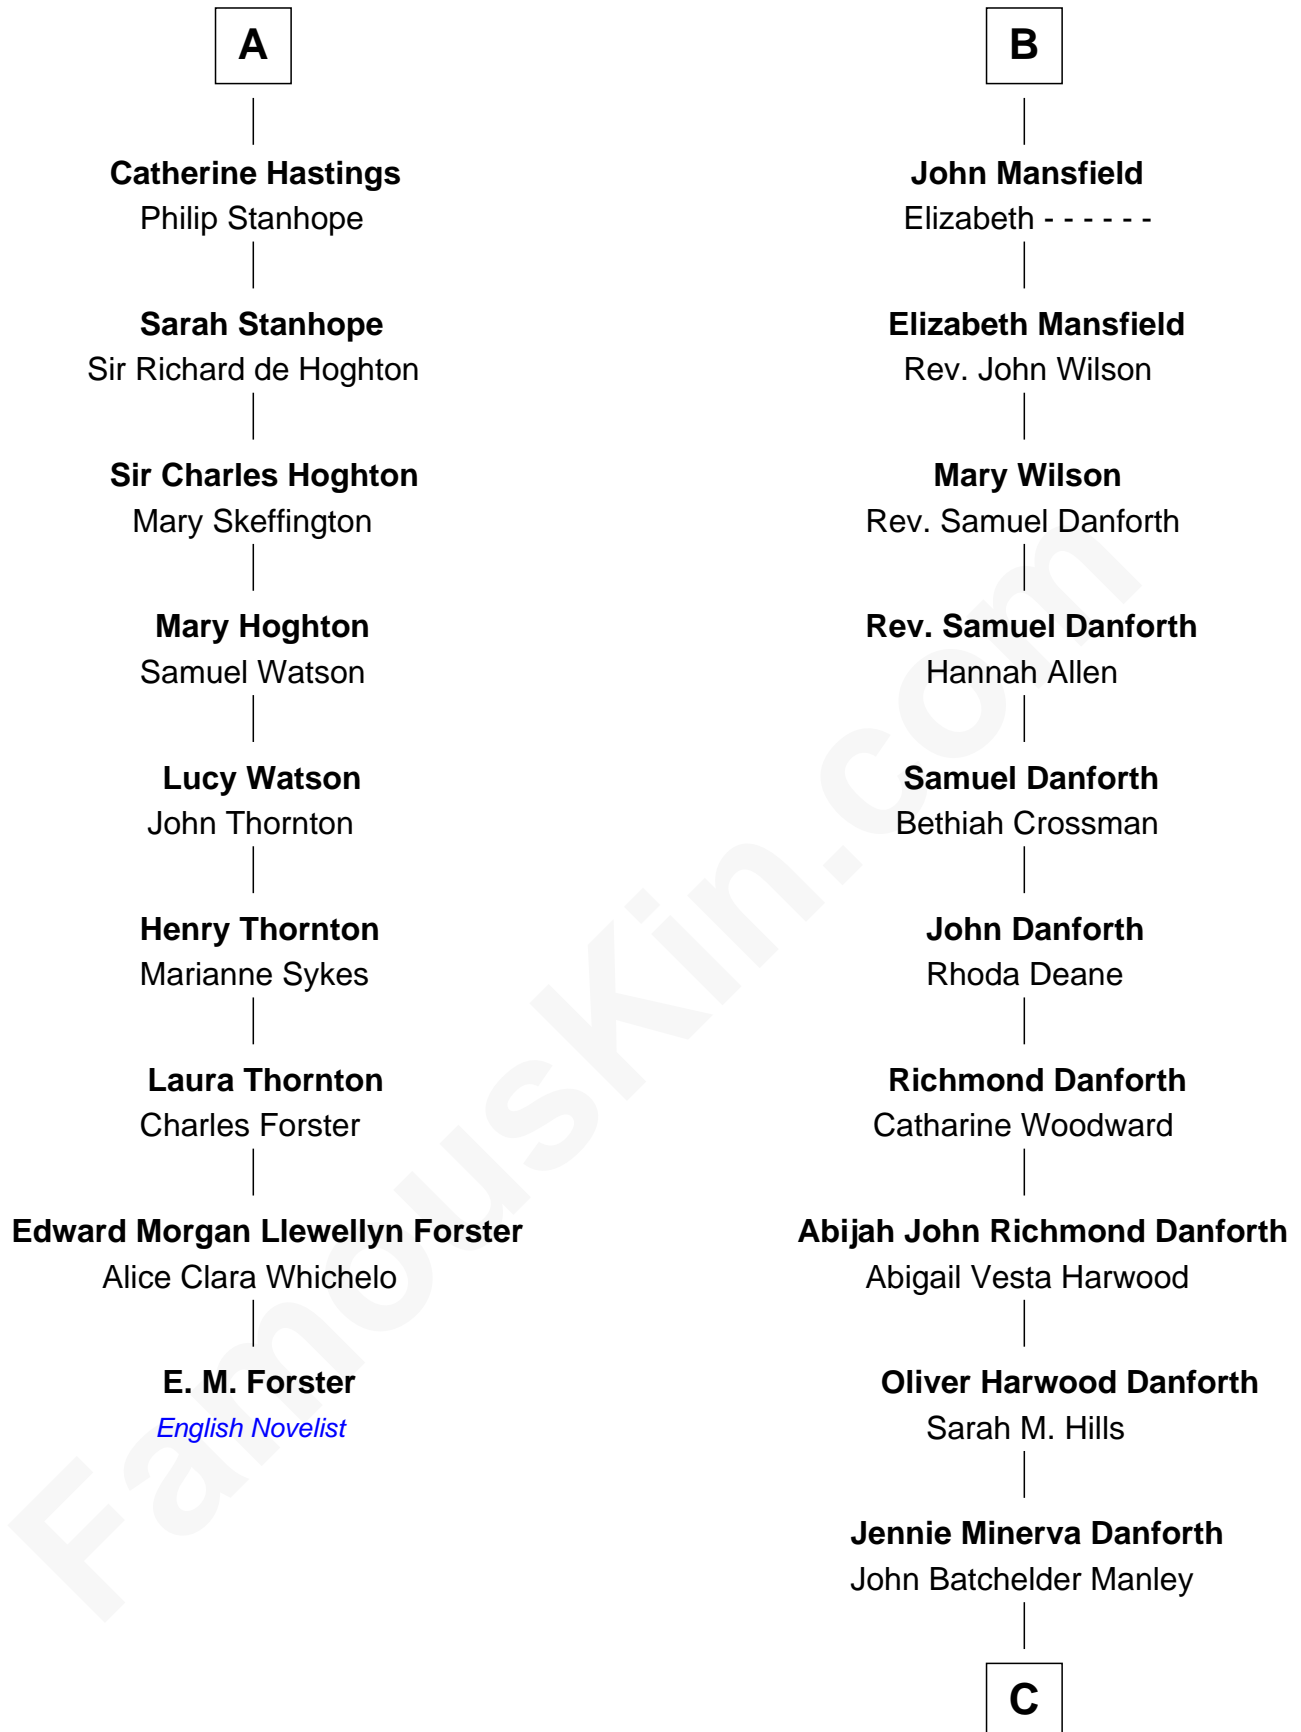 A
Catherine Hastings
Philip Stanhope
Sarah Stanhope
Sir Richard de Hoghton
Sir Charles Hoghton
Mary Skeffington
Mary Hoghton
Samuel Watson
Lucy Watson
John Thornton
Henry Thornton
Marianne Sykes
Laura Thornton
Charles Forster
Edward Morgan Llewellyn Forster
Alice Clara Whichelo
E. M. Forster
English Novelist
B
John Mansfield
Elizabeth - - - - - -
Elizabeth Mansfield
Rev. John Wilson
Mary Wilson
Rev. Samuel Danforth
Rev. Samuel Danforth
Hannah Allen
Samuel Danforth
Bethiah Crossman
John Danforth
Rhoda Deane
Richmond Danforth
Catharine Woodward
Abijah John Richmond Danforth
Abigail Vesta Harwood
Oliver Harwood Danforth
Sarah M. Hills
Jennie Minerva Danforth
John Batchelder Manley
C
FamousKin.com